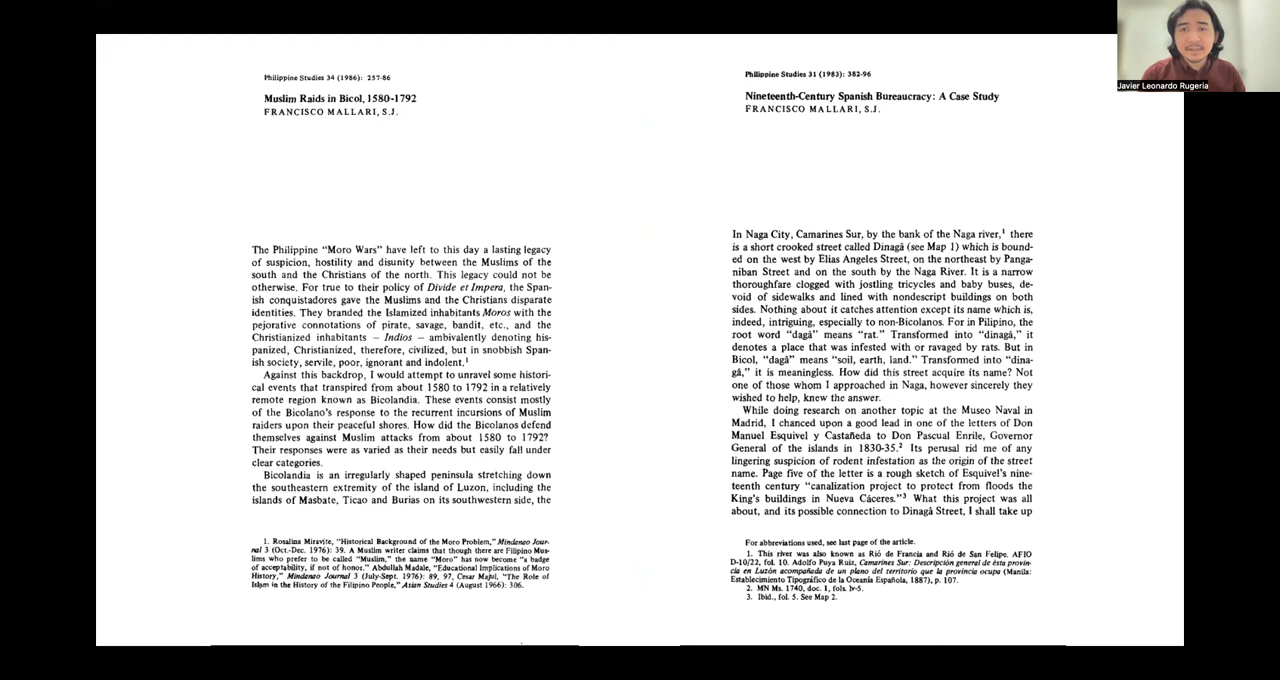 Philippine Studies 34 (1986): 257-86
Muslim Raids in Bicol, 1580-1792
FRANCISCO MALLARI, S.J.
The Philippine “Moro Wars” have left to this day a lasting legacy
of suspicion, hostility and disunity between the Muslims of the
south and the Christians of the north. This legacy could not be
otherwise. For true to their policy of Divide et Impera, the Span-
ish conquistadores gave the Muslims and the Christians disparate
identities. They branded the Islamized inhabitants Moros with the
pejorative connotations of pirate, savage, bandit, etc., and the
Christianized inhabitants — Indios — ambivalently denoting his-
panized, Christianized, therefore, civilized, but in snobbish Span-
ish society, servile, poor, ignorant and indolent.¹
Against this backdrop, I would attempt to unravel some histori-
cal events that transpired from about 1580 to 1792 in a relatively
remote region known as Bicolandia. These events consist mostly
of the Bicolano’s response to the recurrent incursions of Muslim
raiders upon their peaceful shores. How did the Bicolanos defend
themselves against Muslim attacks from about 1580 to 1792?
Their responses were as varied as their needs but easily fall under
clear categories.
Bicolandia is an irregularly shaped peninsula stretching down
the southeastern extremity of the island of Luzon, including the
islands of Masbate, Ticao and Burias on its southwestern side, the
1. Rosalina Miravite, “Historical Background of the Moro Problem,” Mindanao Jour-
nal 3 (Oct.-Dec. 1976): 39. A Muslim writer claims that though there are Filipino Mus-
lims who prefer to be called “Muslim,” the name “Moro” has now become “a badge
of acceptability, if not of honor.” Abdullah Madale, “Educational Implications of Moro
History,” Mindanao Journal 3 (July-Sept. 1976): 89, 97, Cesar Majul, “The Role of
Islam in the History of the Filipino People,” Asian Studies 4 (August 1966): 306.
Philippine Studies 31 (1983): 382-96
Nineteenth-Century Spanish Bureaucracy: A Case Study
FRANCISCO MALLARI, S.J.
In Naga City, Camarines Sur, by the bank of the Naga river,¹ there
is a short crooked street called Dinagâ (see Map 1) which is bound-
ed on the west by Elias Angeles Street, on the northeast by Panga-
niban Street and on the south by the Naga River. It is a narrow
thoroughfare clogged with jostling tricycles and baby buses, de-
void of sidewalks and lined with nondescript buildings on both
sides. Nothing about it catches attention except its name which is,
indeed, intriguing, especially to non-Bicolanos. For in Pilipino, the
root word “dagâ” means “rat.” Transformed into “dinagâ,” it
denotes a place that was infested with or ravaged by rats. But in
Bicol, “dagâ” means “soil, earth, land.” Transformed into “dina-
gâ,” it is meaningless. How did this street acquire its name? Not
one of those whom I approached in Naga, however sincerely they
wished to help, knew the answer.
While doing research on another topic at the Museo Naval in
Madrid, I chanced upon a good lead in one of the letters of Don
Manuel Esquivel y Castañeda to Don Pascual Enrile, Governor
General of the islands in 1830-35.² Its perusal rid me of any
lingering suspicion of rodent infestation as the origin of the street
name. Page five of the letter is a rough sketch of Esquivel’s nine-
teenth century “canalization project to protect from floods the
King’s buildings in Nueva Cáceres.”³ What this project was all
about, and its possible connection to Dinagâ Street, I shall take up
For abbreviations used, see last page of the article.
1. This river was also known as Rió de Francia and Rió de San Felipe. AFIO
D-10/22, fol. 10. Adolfo Puya Ruiz, Camarines Sur: Descripción general de ésta provin-
cia en Luzón acompañada de un plano del territorio que la provincia ocupa (Manila:
Establecimiento Tipográfico de la Oceanía Española, 1887), p. 107.
2. MN Ms. 1740, doc. 1, fols. lv-5.
3. Ibid., fol. 5. See Map 2.
Javier Leonardo Rugeria